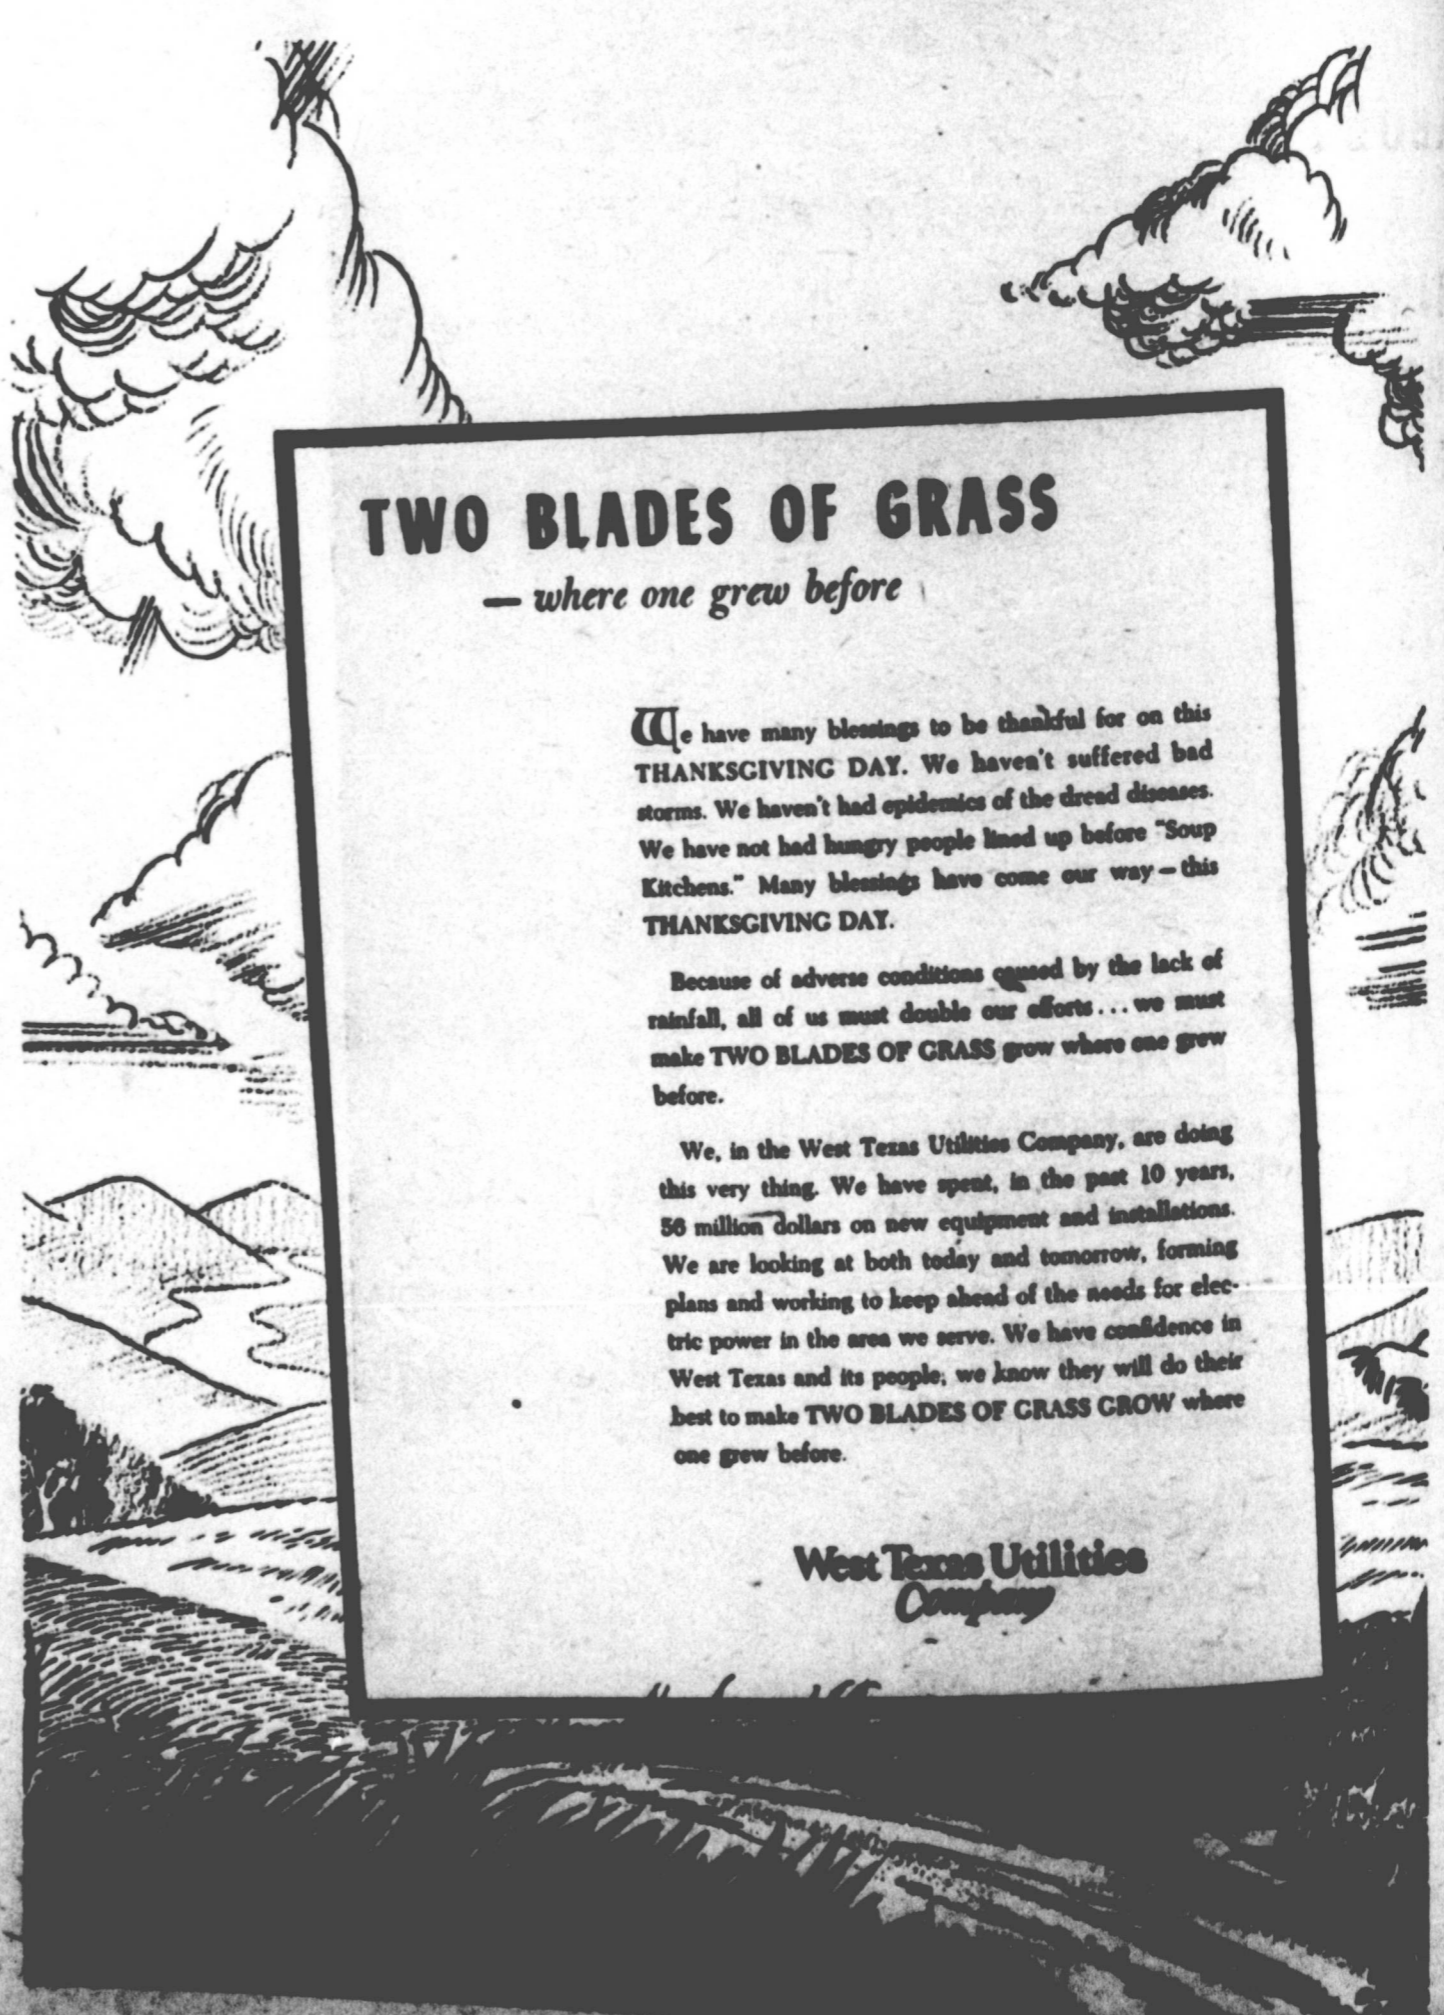 TWO BLADES OF GRASS
— where one grew before
We have many blessings to be thankful for on this
THANKSGIVING DAY. We haven't suffered bad
storms. We haven't had epidemics of the dread diseases.
We have not had hungry people lined up before "Soup
Kitchens." Many blessings have come our way — this
THANKSGIVING DAY.
Because of adverse conditions caused by the lack of
rainfall, all of us must double our efforts... we must
make TWO BLADES OF GRASS grow where one grew
before.
We, in the West Texas Utilities Company, are doing
this very thing. We have spent, in the past 10 years,
56 million dollars on new equipment and installations.
We are looking at both today and tomorrow, forming
plans and working to keep ahead of the needs for elec-
tric power in the area we serve. We have confidence in
West Texas and its people; we know they will do their
best to make TWO BLADES OF GRASS GROW where
one grew before.
West Texas Utilities
Company